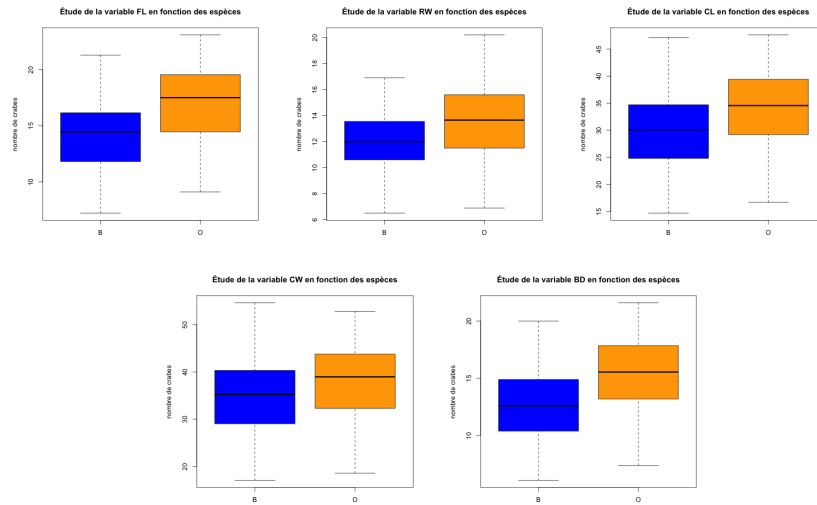 Étude de la variable FL en fonction des espèces
nombre de crabes
20
15
10
B
O
Étude de la variable RW en fonction des espèces
nombre de crabes
20
18
16
14
12
10
8
6
B
O
Étude de la variable CL en fonction des espèces
nombre de crabes
45
40
35
30
25
20
15
B
O
Étude de la variable CW en fonction des espèces
nombre de crabes
50
40
30
20
B
O
Étude de la variable BD en fonction des espèces
nombre de crabes
20
15
10
B
O